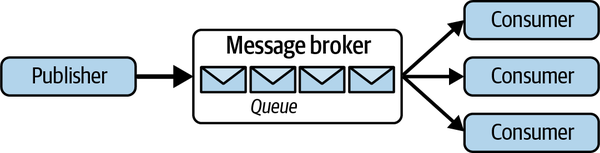 Publisher
Message broker
Queue
Consumer
Consumer
Consumer